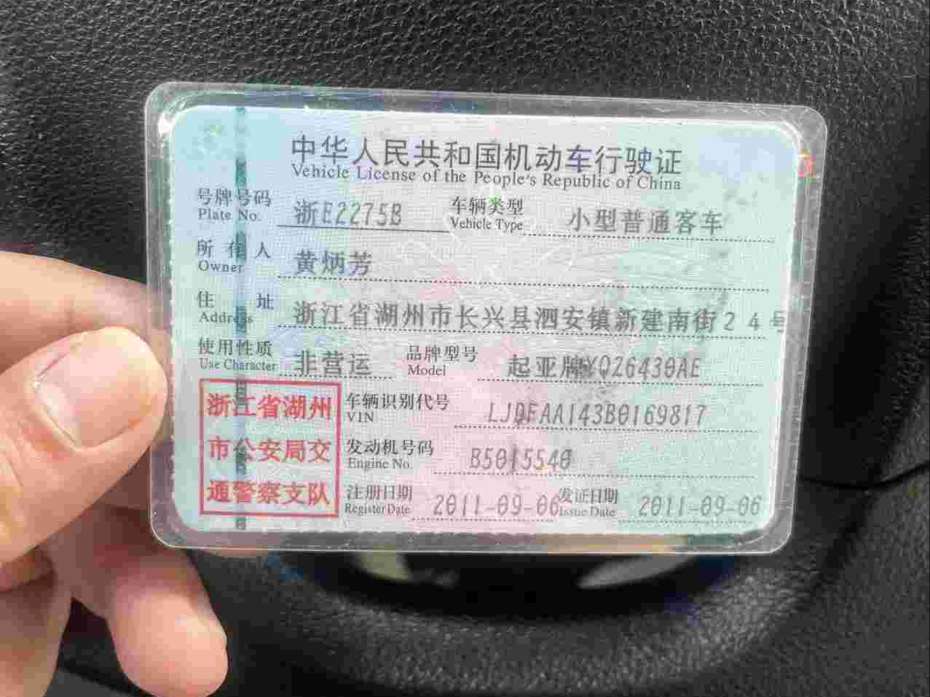 中华人民共和国机动车行驶证
Vehicle License of the People's Republic of China
号牌号码 浙E2275B 车辆类型 小型普通客车
Plate No. Vehicle Type
所有人 黄炳芳
Owner
住址 浙江省湖州市长兴县泗安镇新建南街24号
Address
使用性质 非营运 品牌型号 起亚牌YQZ6430AE
Use Character Model
浙江省湖州 车辆识别代号 LJDFAA143B0169817
VIN
市公安局交 发动机号码 B5015540
Engine No.
通警察支队 注册日期 2011-09-06 发证日期 2011-09-06
Register Date Issue Date